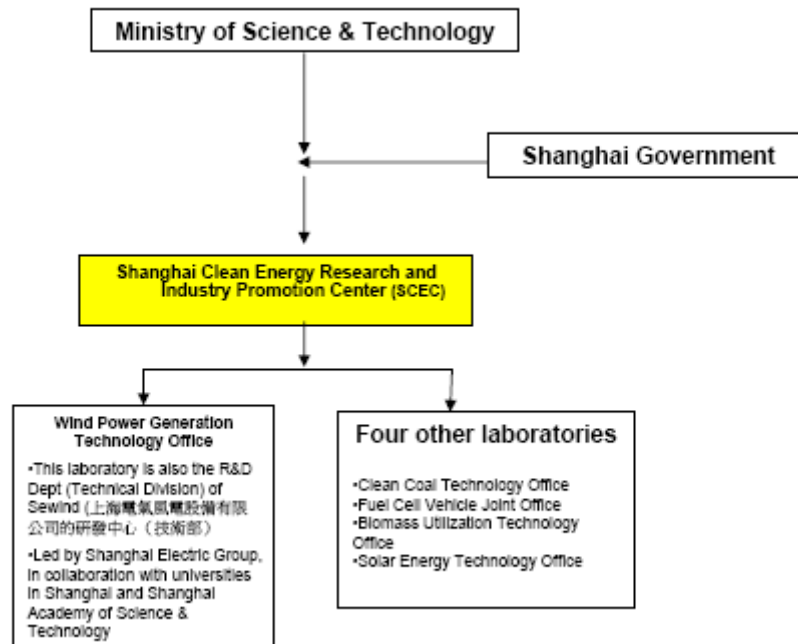 Ministry of Science & Technology
Shanghai Government
Shanghai Clean Energy Research and
Industry Promotion Center (SCEC)
Wind Power Generation
Technology Office
•This laboratory is also the R&D
Dept (Technical Division) of
Sewind (上海電氣風電設備有限
公司的研發中心（技術部）
•Led by Shanghai Electric Group,
in collaboration with universities
in Shanghai and Shanghai
Academy of Science &
Technology
Four other laboratories
•Clean Coal Technology Office
•Fuel Cell Vehicle Joint Office
•Biomass Utilization Technology
Office
•Solar Energy Technology Office